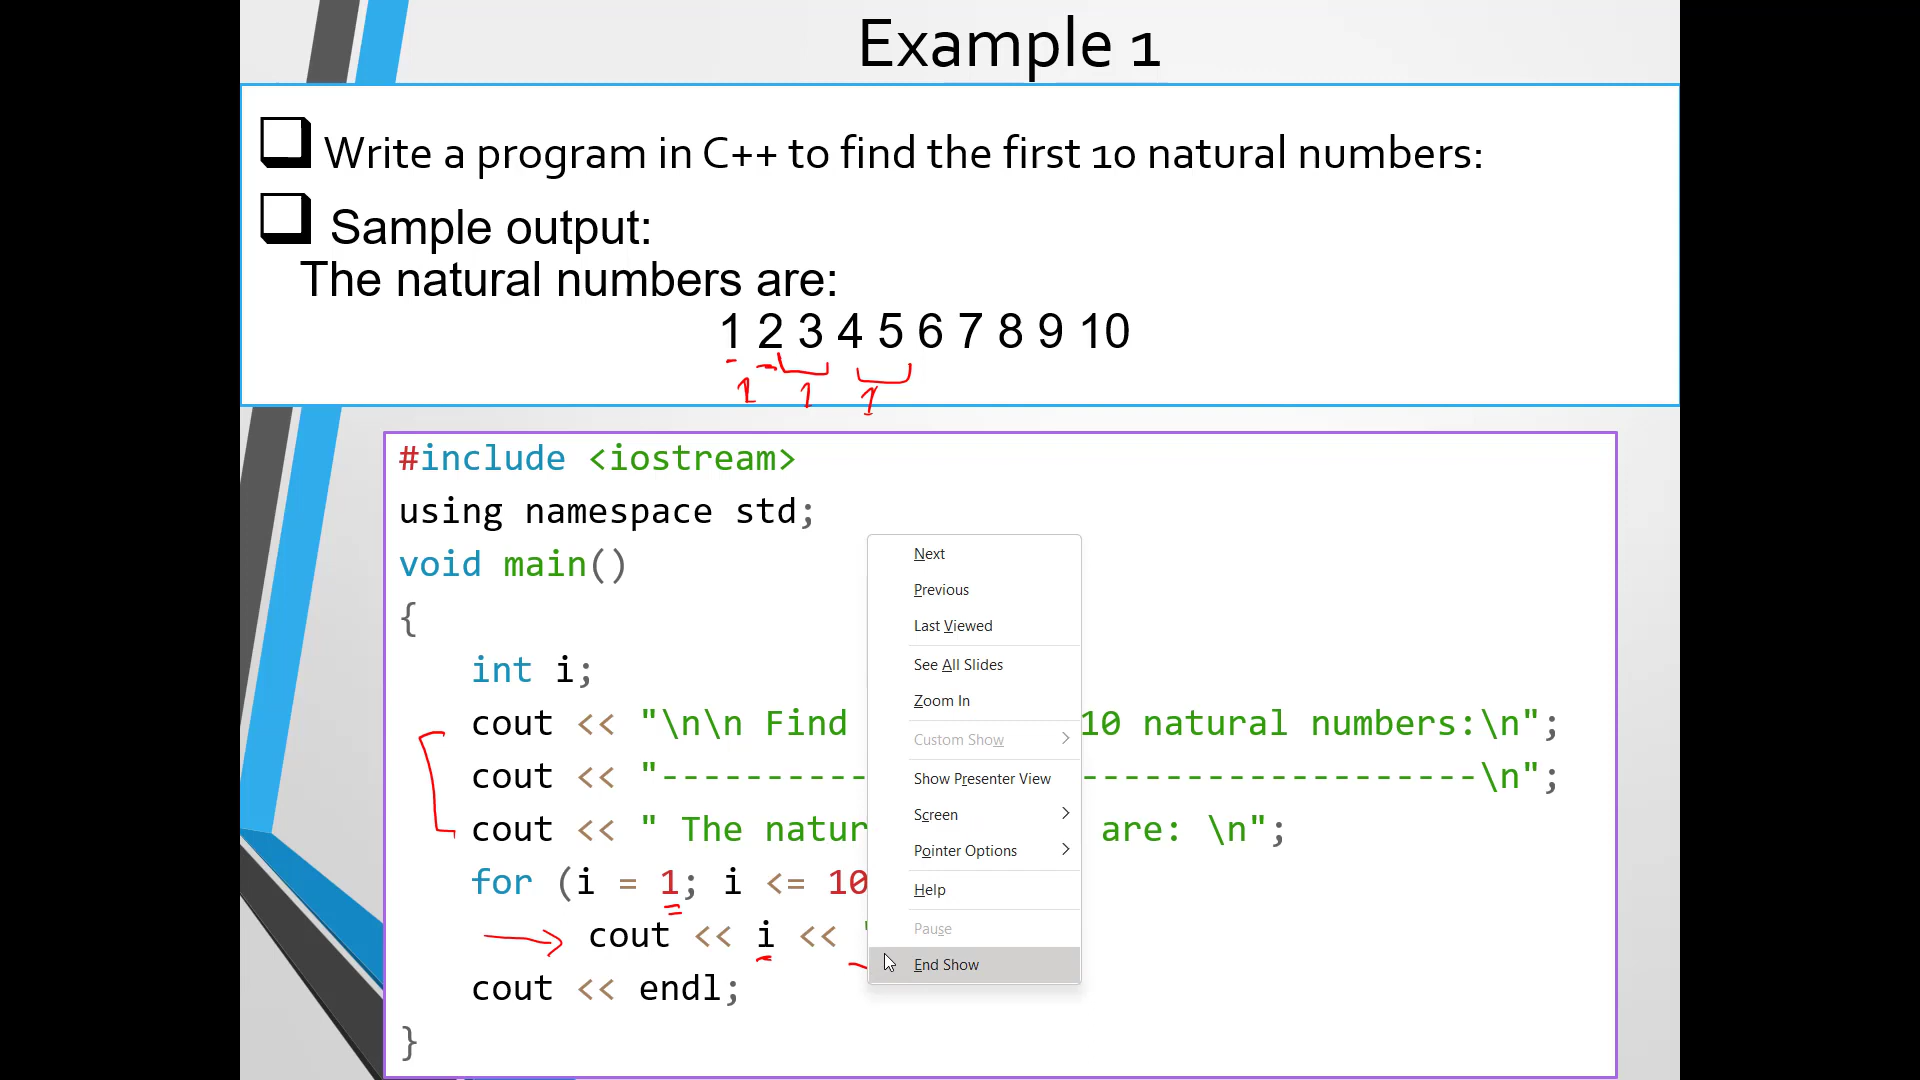 Example 1
Write a program in C++ to find the first 10 natural numbers:
Sample output:
The natural numbers are:
1 2 3 4 5 6 7 8 9 10
1 1 1
#include <iostream>
using namespace std;
void main()
{
int i;
cout << "\n\n Find 10 natural numbers:\n";
cout << "---------- -------------------\n";
cout << " The natur are: \n";
for (i = 1; i <= 10
cout << i << "
cout << endl;
}
Next
Previous
Last Viewed
See All Slides
Zoom In
Custom Show
Show Presenter View
Screen
Pointer Options
Help
Pause
End Show